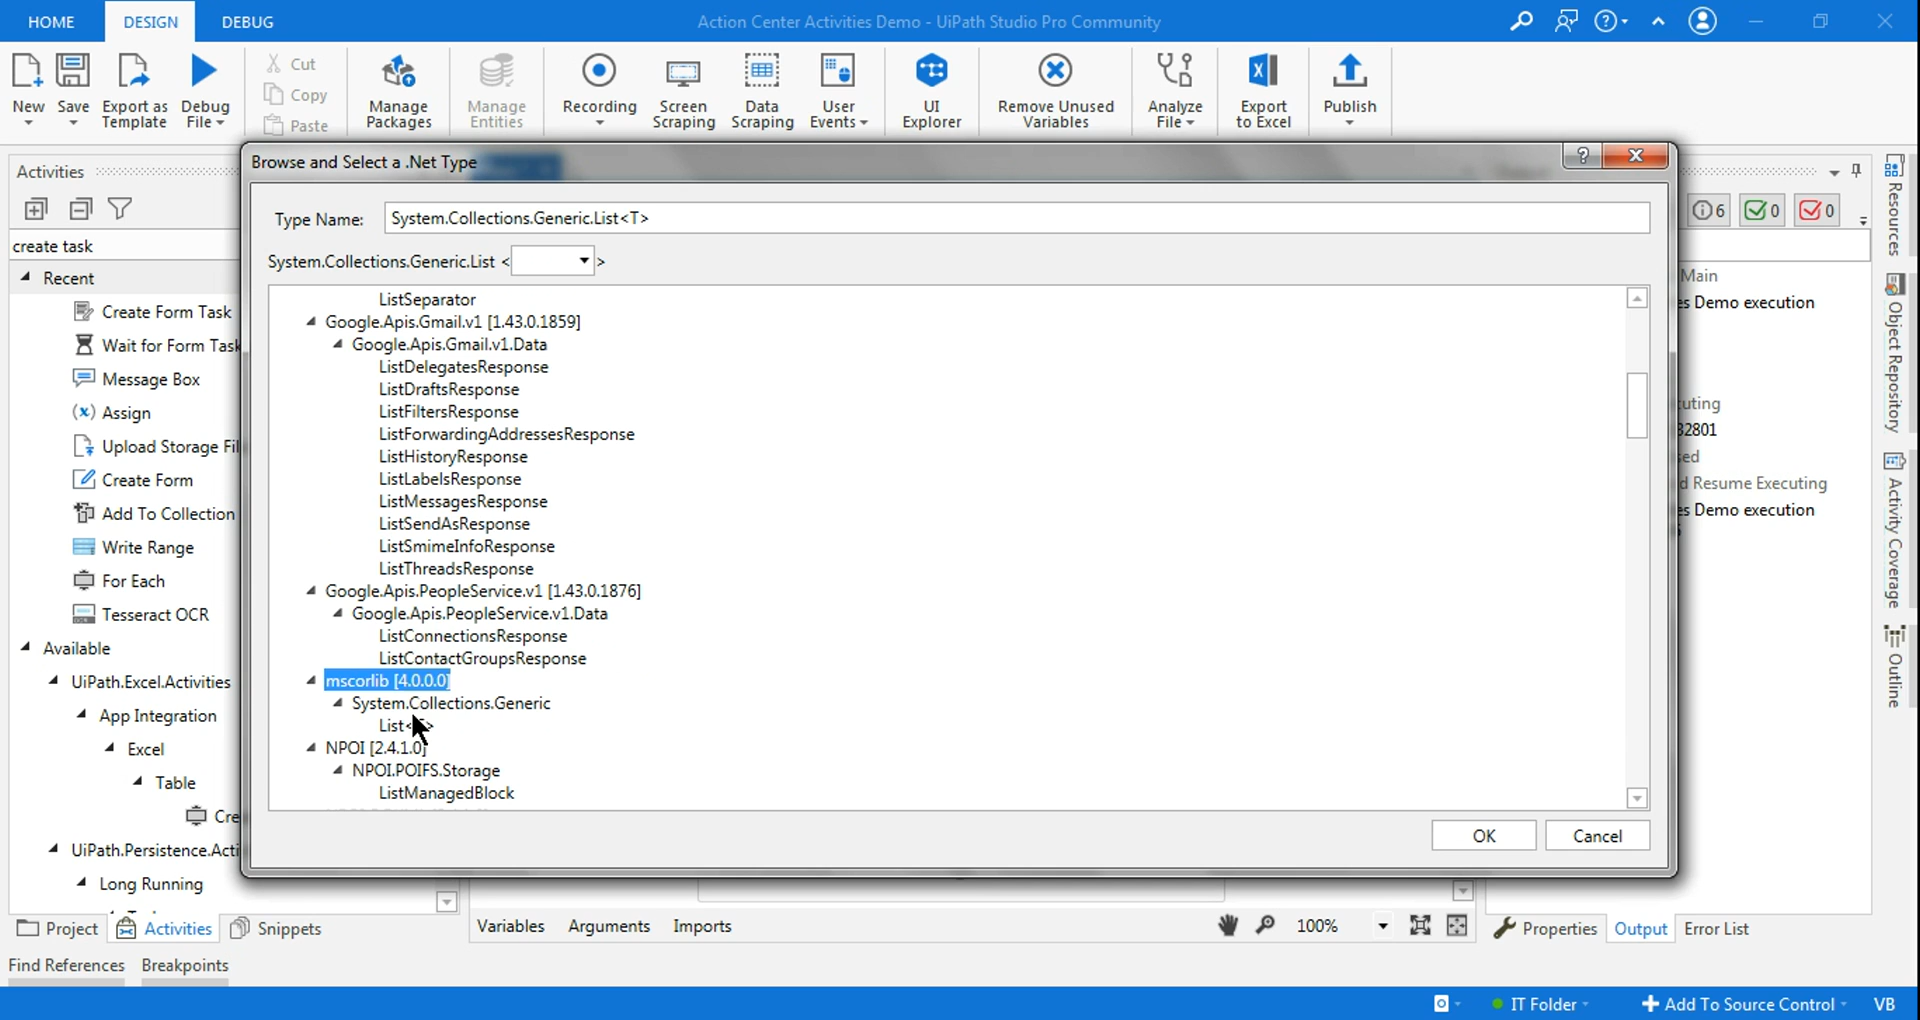 HOME DESIGN DEBUG Action Center Activities Demo - UiPath Studio Pro Community
New Save Export as Template Debug File Cut Copy Paste Manage Packages Manage Entities Recording Screen Scraping Data Scraping User Events UI Explorer Remove Unused Variables Analyze File Export to Excel Publish
Activities
create task
Recent
Create Form Task
Wait for Form Task
Message Box
Assign
Upload Storage Fil
Create Form
Add To Collection
Write Range
For Each
Tesseract OCR
Available
UiPath.Excel.Activities
App Integration
Excel
Table
Cre
UiPath.Persistence.Acti
Long Running
Project Activities Snippets
Find References Breakpoints
Browse and Select a .Net Type
Type Name: System.Collections.Generic.List<T>
System.Collections.Generic.List < >
ListSeparator
Google.Apis.Gmail.v1 [1.43.0.1859]
Google.Apis.Gmail.v1.Data
ListDelegatesResponse
ListDraftsResponse
ListFiltersResponse
ListForwardingAddressesResponse
ListHistoryResponse
ListLabelsResponse
ListMessagesResponse
ListSendAsResponse
ListSmimeInfoResponse
ListThreadsResponse
Google.Apis.PeopleService.v1 [1.43.0.1876]
Google.Apis.PeopleService.v1.Data
ListConnectionsResponse
ListContactGroupsResponse
mscorlib [4.0.0.0]
System.Collections.Generic
List<T>
NPOI [2.4.1.0]
NPOI.POIFS.Storage
ListManagedBlock
OK Cancel
6 0 0
Main
es Demo execution
cuting
32801
ed
d Resume Executing
es Demo execution
Variables Arguments Imports 100%
Properties Output Error List
Resources
Object Repository
Activity Coverage
Outline
IT Folder Add To Source Control VB